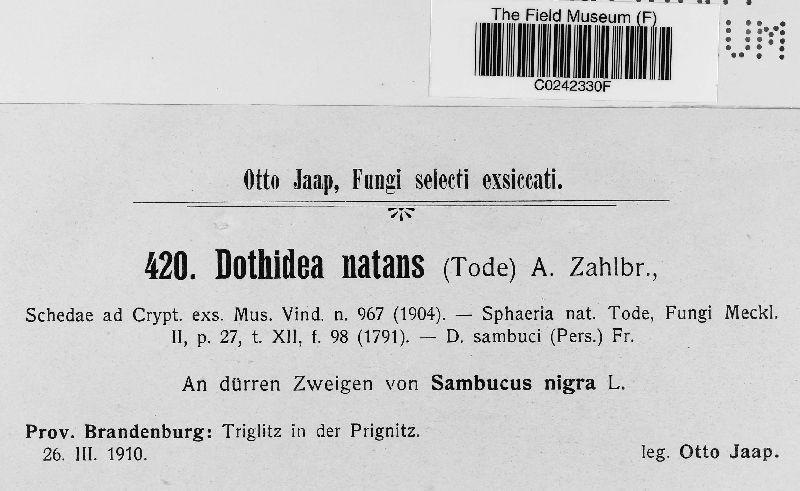 The Field Museum (F)
C0242330F
UM
Otto Jaap, Fungi selecti exsiccati.
420. Dothidea natans (Tode) A. Zahlbr.,
Schedae ad Crypt. exs. Mus. Vind. n. 967 (1904). — Sphaeria nat. Tode, Fungi Meckl.
II, p. 27, t. XII, f. 98 (1791). — D. sambuci (Pers.) Fr.
An dürren Zweigen von Sambucus nigra L.
Prov. Brandenburg: Triglitz in der Prignitz.
26. III. 1910.
leg. Otto Jaap.